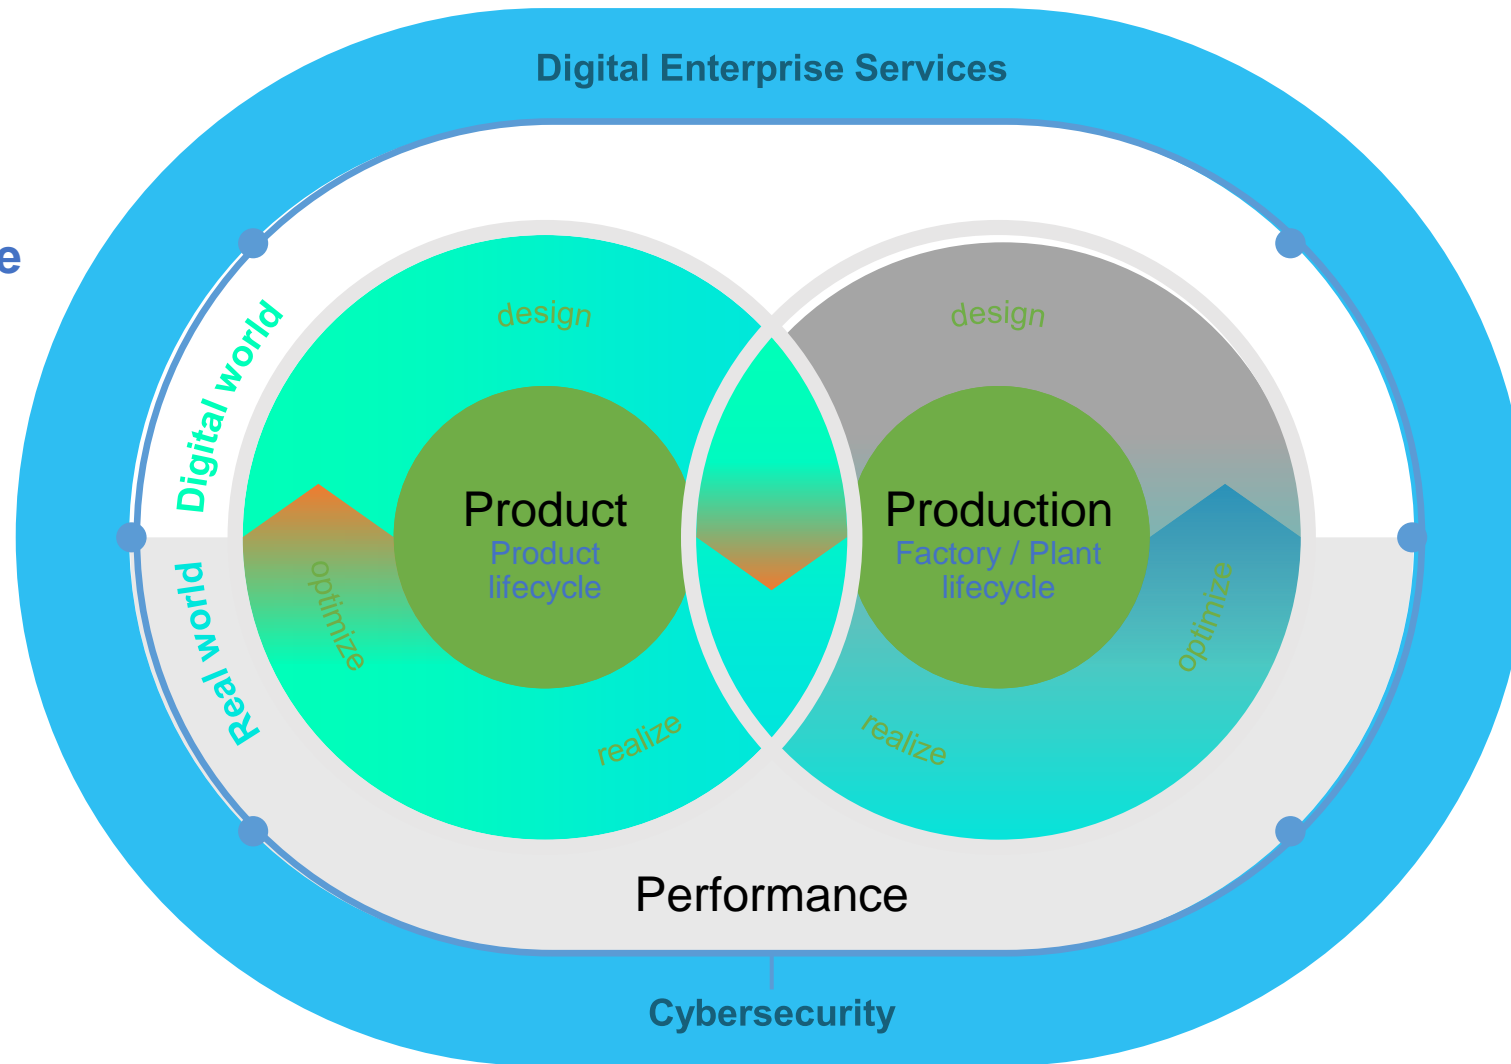 Digital Enterprise Services
e
Digital world
design
design
Product
Product
lifecycle
Production
Factory / Plant
lifecycle
optimize
optimize
Real world
realize
realize
Performance
Cybersecurity